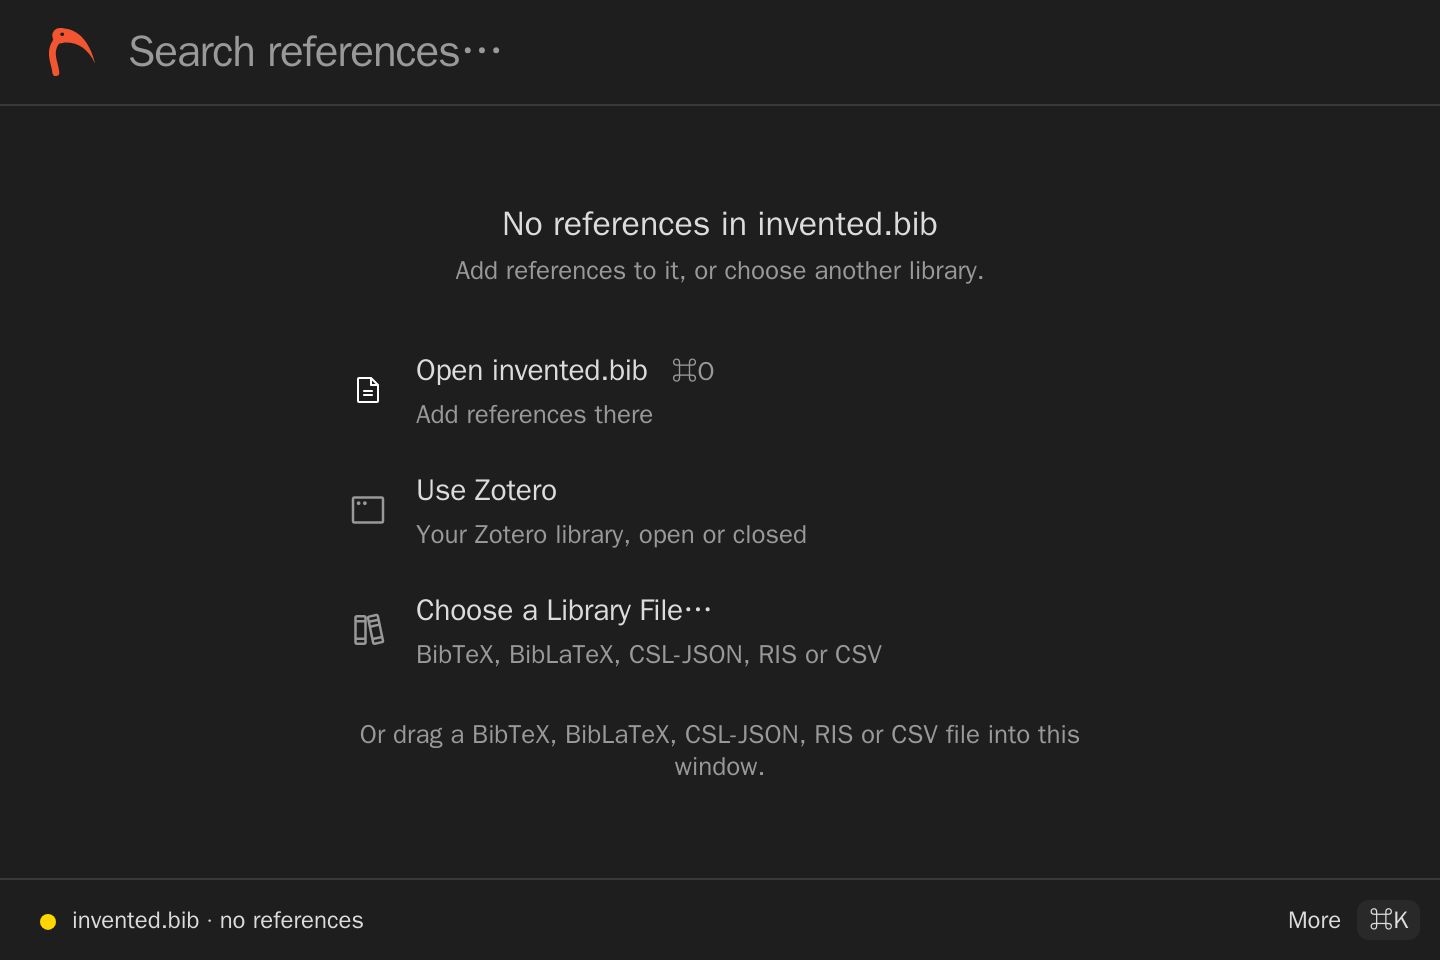 Search references…
No references in invented.bib
Add references to it, or choose another library.
Open invented.bib ⌘O
Add references there
Use Zotero
Your Zotero library, open or closed
Choose a Library File…
BibTeX, BibLaTeX, CSL-JSON, RIS or CSV
Or drag a BibTeX, BibLaTeX, CSL-JSON, RIS or CSV file into this
window.
invented.bib · no references
More ⌘K